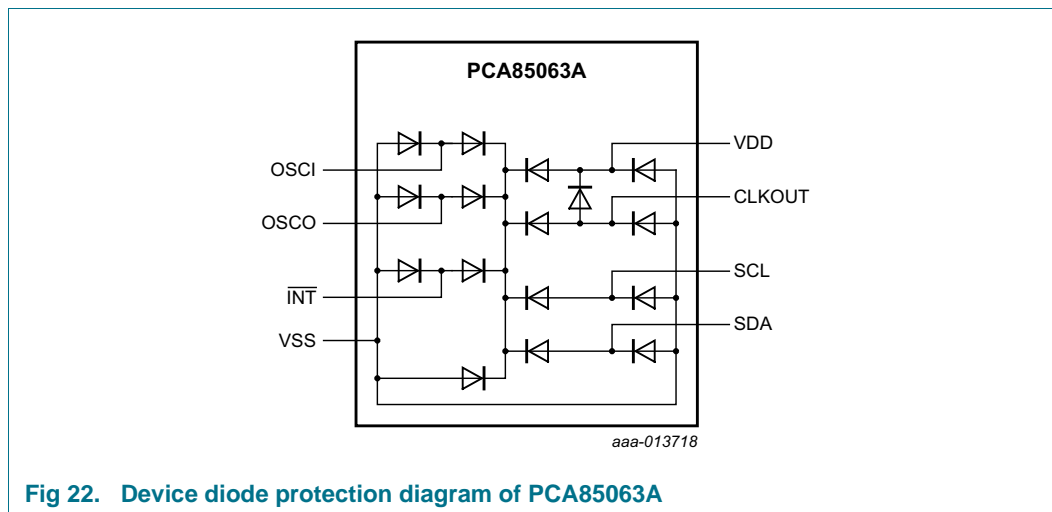 PCA85063A
OSCI
OSCO
INT
VSS
VDD
CLKOUT
SCL
SDA
aaa-013718
Fig 22. Device diode protection diagram of PCA85063A